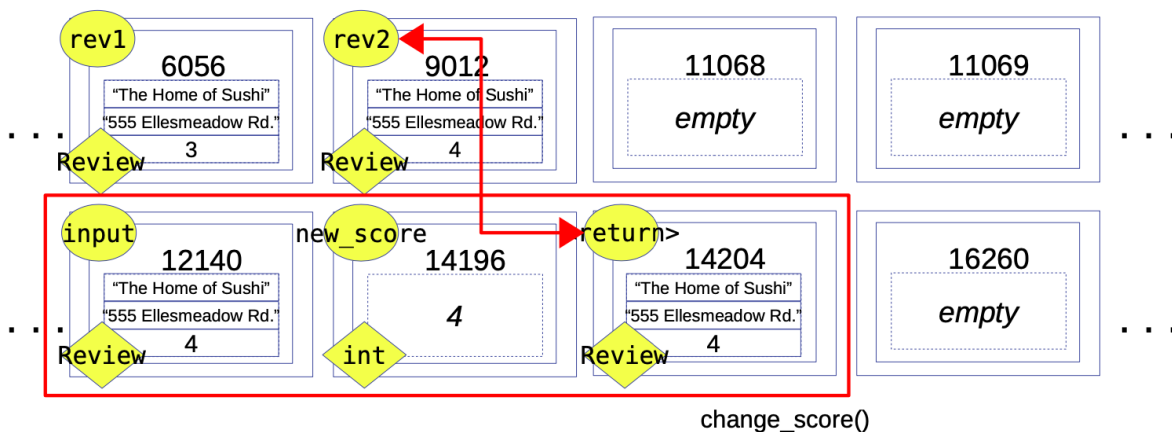 rev1
6056
“The Home of Sushi”
“555 Ellesmeadow Rd.”
3
Review
rev2
9012
“The Home of Sushi”
“555 Ellesmeadow Rd.”
4
Review
11068
empty
11069
empty
. . .
. . .
input
12140
“The Home of Sushi”
“555 Ellesmeadow Rd.”
4
Review
new_score
14196
4
int
return>
14204
“The Home of Sushi”
“555 Ellesmeadow Rd.”
4
Review
16260
empty
. . .
. . .
change_score()